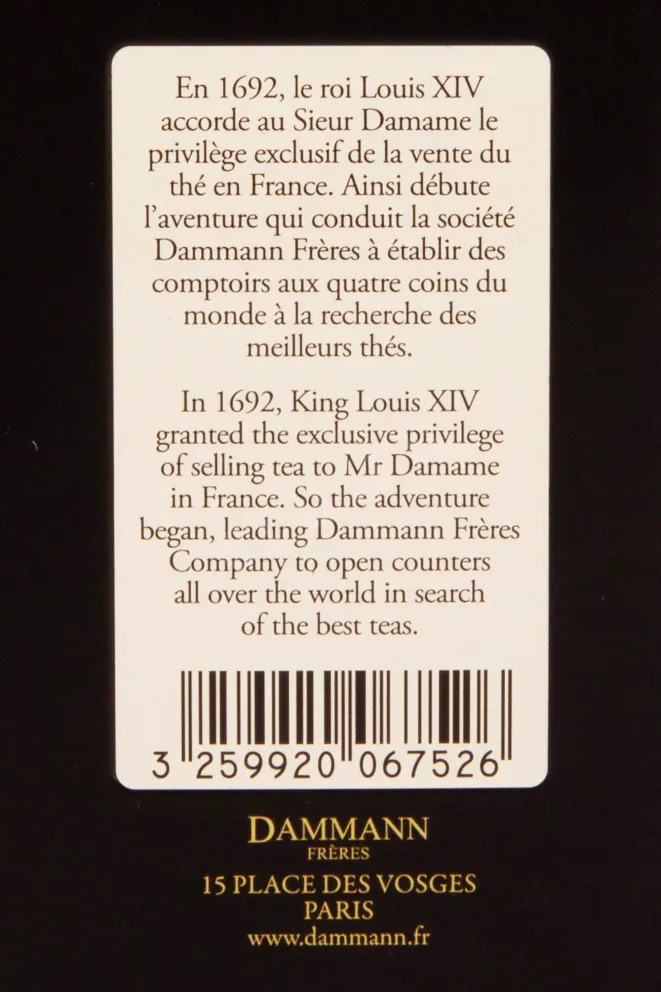 En 1692, le roi Louis XIV
accorde au Sieur Damame le
privilège exclusif de la vente du
thé en France. Ainsi débute
l'aventure qui conduit la société
Dammann Frères à établir des
comptoirs aux quatre coins du
monde à la recherche des
meilleurs thés.
In 1692, King Louis XIV
granted the exclusive privilege
of selling tea to Mr Damame
in France. So the adventure
began, leading Dammann Frères
Company to open counters
all over the world in search
of the best teas.
3 259920 067526
DAMMANN
FRÈRES
15 PLACE DES VOSGES
PARIS
www.dammann.fr